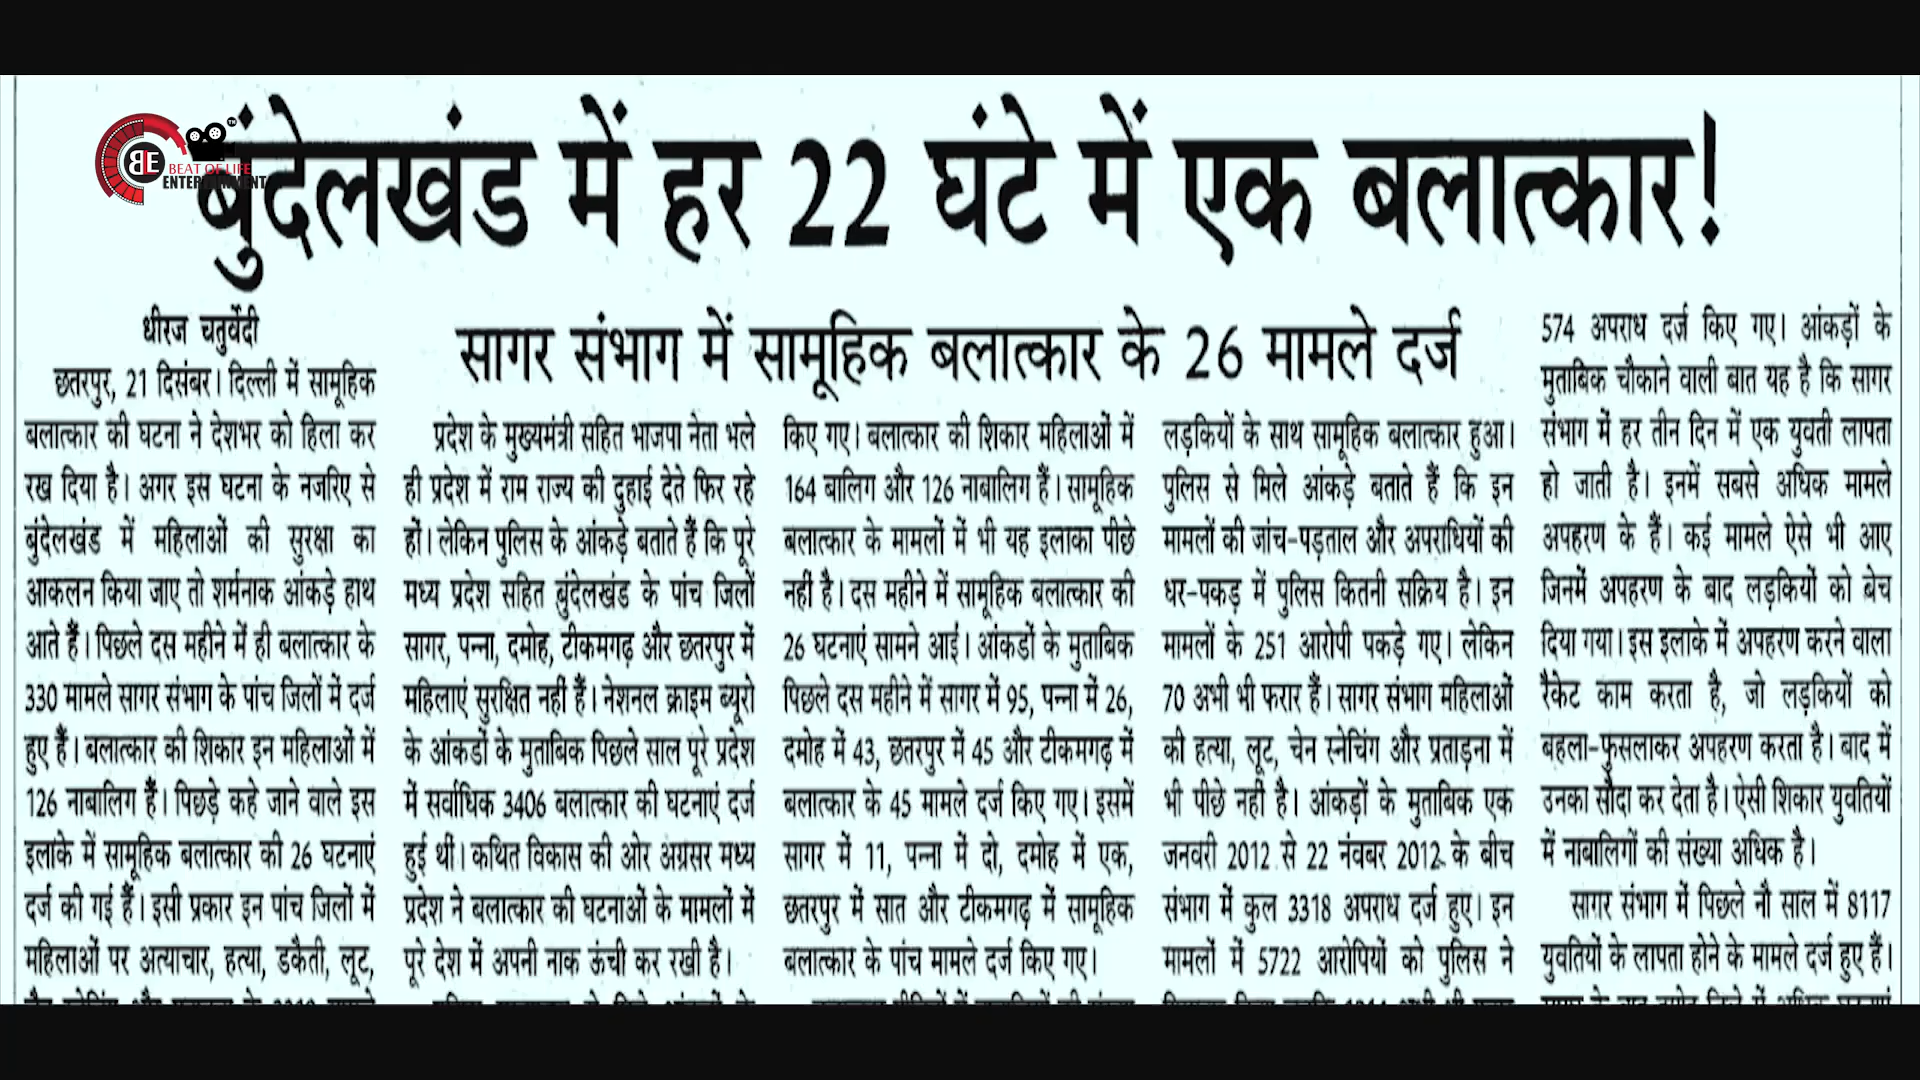 BE
BEAT OF LIFE
ENTERTAINMENT
TM
बुंदेलखंड में हर 22 घंटे में एक बलात्कार!
धीरज चतुर्वेदी
छतरपुर, 21 दिसंबर। दिल्ली में सामूहिक
बलात्कार की घटना ने देशभर को हिला कर
रख दिया है। अगर इस घटना के नजरिए से
बुंदेलखंड में महिलाओं की सुरक्षा का
आकलन किया जाए तो शर्मनाक आंकड़े हाथ
आते हैं। पिछले दस महीने में ही बलात्कार के
330 मामले सागर संभाग के पांच जिलों में दर्ज
हुए हैं। बलात्कार की शिकार इन महिलाओं में
126 नाबालिग हैं। पिछड़े कहे जाने वाले इस
इलाके में सामूहिक बलात्कार की 26 घटनाएं
दर्ज की गई हैं। इसी प्रकार इन पांच जिलों में
महिलाओं पर अत्याचार, हत्या, डकैती, लूट,
सागर संभाग में सामूहिक बलात्कार के 26 मामले दर्ज
प्रदेश के मुख्यमंत्री सहित भाजपा नेता भले
ही प्रदेश में राम राज्य की दुहाई देते फिर रहे
हों। लेकिन पुलिस के आंकड़े बताते हैं कि पूरे
मध्य प्रदेश सहित बुंदेलखंड के पांच जिलों
सागर, पन्ना, दमोह, टीकमगढ़ और छतरपुर में
महिलाएं सुरक्षित नहीं हैं। नेशनल क्राइम ब्यूरो
के आंकडों के मुताबिक पिछले साल पूरे प्रदेश
में सर्वाधिक 3406 बलात्कार की घटनाएं दर्ज
हुई थीं। कथित विकास की ओर अग्रसर मध्य
प्रदेश ने बलात्कार की घटनाओं के मामलों में
पूरे देश में अपनी नाक ऊंची कर रखी है।
किए गए। बलात्कार की शिकार महिलाओं में
164 बालिग और 126 नाबालिग हैं। सामूहिक
बलात्कार के मामलों में भी यह इलाका पीछे
नहीं है। दस महीने में सामूहिक बलात्कार की
26 घटनाएं सामने आईं। आंकडों के मुताबिक
पिछले दस महीने में सागर में 95, पन्ना में 26,
दमोह में 43, छतरपुर में 45 और टीकमगढ़ में
बलात्कार के 45 मामले दर्ज किए गए। इसमें
सागर में 11, पन्ना में दो, दमोह में एक,
छतरपुर में सात और टीकमगढ़ में सामूहिक
बलात्कार के पांच मामले दर्ज किए गए।
लड़कियों के साथ सामूहिक बलात्कार हुआ।
पुलिस से मिले आंकड़े बताते हैं कि इन
मामलों की जांच-पड़ताल और अपराधियों की
धर-पकड़ में पुलिस कितनी सक्रिय है। इन
मामलों के 251 आरोपी पकड़े गए। लेकिन
70 अभी भी फरार हैं। सागर संभाग महिलाओं
की हत्या, लूट, चेन स्नेचिंग और प्रताड़ना में
भी पीछे नहीं है। आंकड़ों के मुताबिक एक
जनवरी 2012 से 22 नंवबर 2012 के बीच
संभाग में कुल 3318 अपराध दर्ज हुए। इन
मामलों में 5722 आरोपियों को पुलिस ने
574 अपराध दर्ज किए गए। आंकड़ों के
मुताबिक चौकाने वाली बात यह है कि सागर
संभाग में हर तीन दिन में एक युवती लापता
हो जाती है। इनमें सबसे अधिक मामले
अपहरण के हैं। कई मामले ऐसे भी आए
जिनमें अपहरण के बाद लड़कियों को बेच
दिया गया। इस इलाके में अपहरण करने वाला
रैकेट काम करता है, जो लड़कियों को
बहला-फुसलाकर अपहरण करता है। बाद में
उनका सौदा कर देता है। ऐसी शिकार युवतियों
में नाबालिगों की संख्या अधिक है।
सागर संभाग में पिछले नौ साल में 8117
युवतियों के लापता होने के मामले दर्ज हुए हैं।